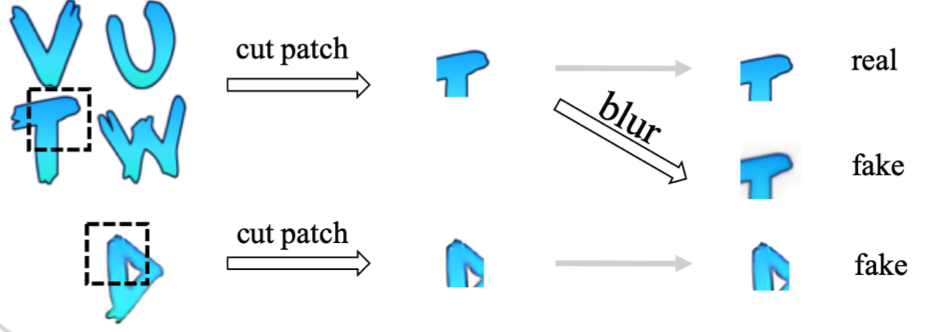 V U
T W
cut patch
T
T
real
blur
T
fake
D
cut patch
D
D
fake